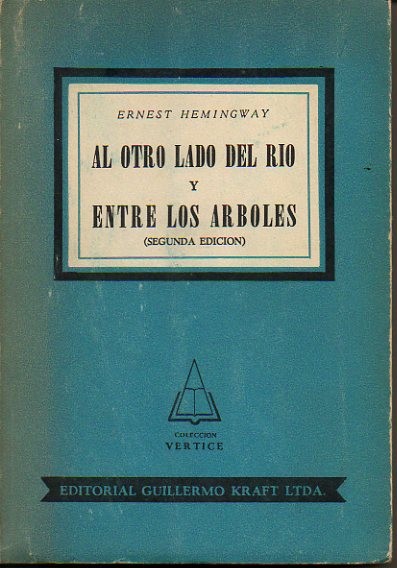 ERNEST HEMINGWAY
AL OTRO LADO DEL RIO
Y
ENTRE LOS ARBOLES
(SEGUNDA EDICION)
COLECCION
VERTICE
EDITORIAL GUILLERMO KRAFT LTDA.